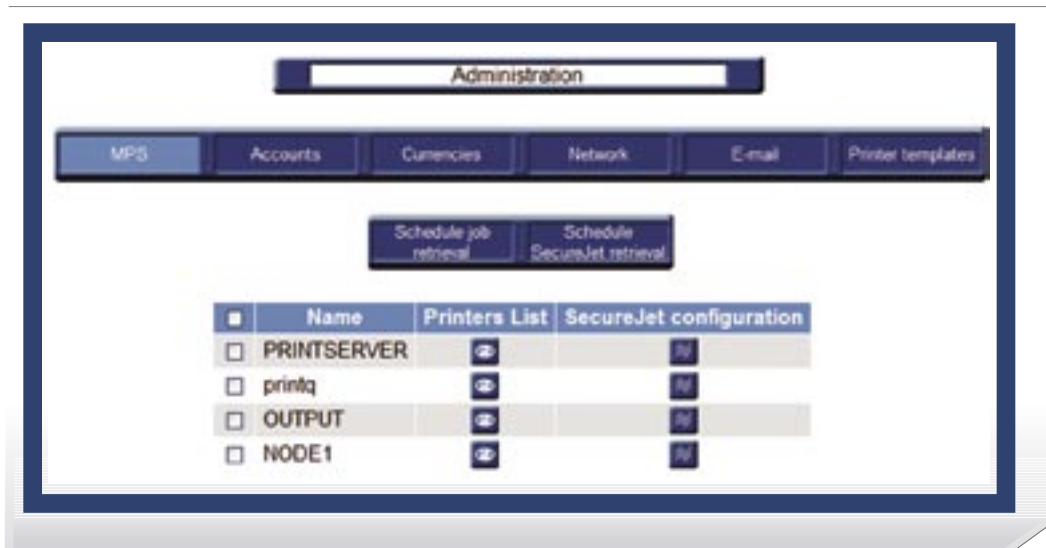 Administration
MPS Accounts Currencies Network E-mail Printer templates
Schedule job retrieval Schedule SecureJet retrieval
Name Printers List SecureJet configuration
PRINTSERVER
printq
OUTPUT
NODE1